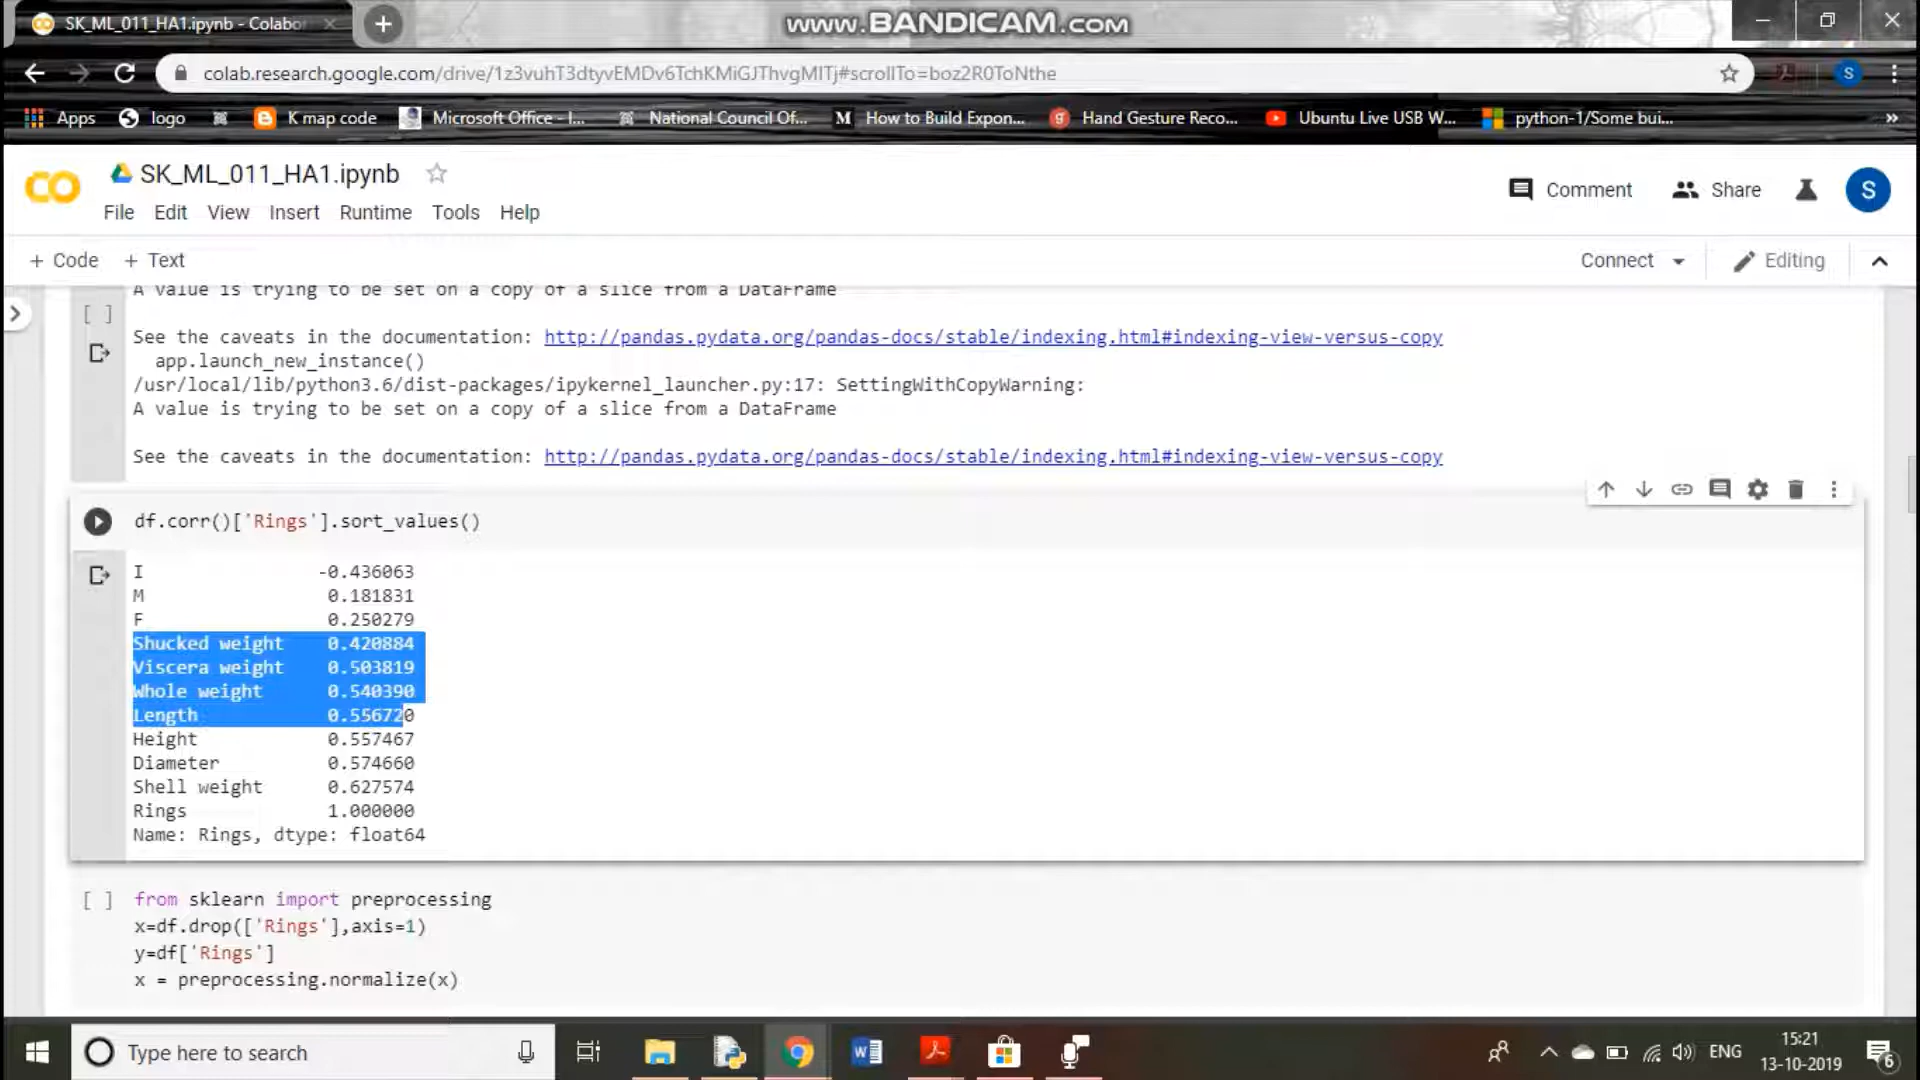 SK_ML_011_HA1.ipynb - Colabo
www.BANDICAM.com
colab.research.google.com/drive/1z3vuhT3dtyvEMDv6TchKMiGJThvgMITj#scrollTo=boz2R0ToNthe
S
Apps
logo
K map code
Microsoft Office - I...
National Council Of...
M How to Build Expon...
Hand Gesture Reco...
Ubuntu Live USB W...
python-1/Some bui...
»
CO
SK_ML_011_HA1.ipynb
Comment
Share
S
File Edit View Insert Runtime Tools Help
+ Code + Text
Connect
Editing
A value is trying to be set on a copy of a slice from a DataFrame
[ ]
See the caveats in the documentation: http://pandas.pydata.org/pandas-docs/stable/indexing.html#indexing-view-versus-copy
app.launch_new_instance()
/usr/local/lib/python3.6/dist-packages/ipykernel_launcher.py:17: SettingWithCopyWarning:
A value is trying to be set on a copy of a slice from a DataFrame
See the caveats in the documentation: http://pandas.pydata.org/pandas-docs/stable/indexing.html#indexing-view-versus-copy
df.corr()['Rings'].sort_values()
I -0.436063
M 0.181831
F 0.250279
Shucked weight 0.420884
Viscera weight 0.503819
Whole weight 0.540390
Length 0.556720
Height 0.557467
Diameter 0.574660
Shell weight 0.627574
Rings 1.000000
Name: Rings, dtype: float64
[ ] from sklearn import preprocessing
x=df.drop(['Rings'],axis=1)
y=df['Rings']
x = preprocessing.normalize(x)
Type here to search
W
ENG
15:21
13-10-2019
6